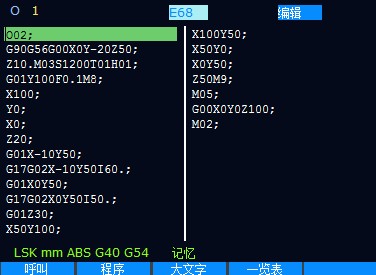 O 1 E68 编辑
O02;
G90G56G00X0Y-20Z50;
Z10.M03S1200T01H01;
G01Y100F0.1M8;
X100;
Y0;
X0;
Z20;
G01X-10Y50;
G17G02X-10Y50I60.;
G01X0Y50;
G17G02X0Y50I50.;
G01Z30;
X50Y100;
X100Y50;
X50Y0;
X0Y50;
Z50M9;
M05;
G00X0Y0Z100;
M02;
LSK mm ABS G40 G54 记忆
呼叫 程序 大文字 一览表